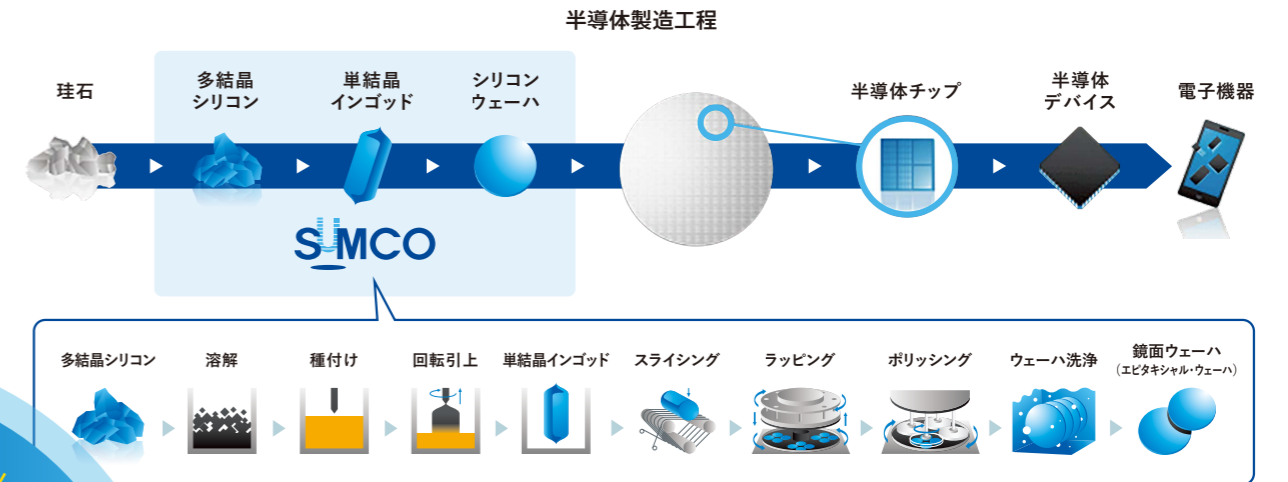 半導体製造工程
珪石
多結晶
シリコン
単結晶
インゴッド
シリコン
ウェーハ
半導体チップ
半導体
デバイス
電子機器
SUMCO
多結晶シリコン
溶解
種付け
回転引上
単結晶インゴッド
スライシング
ラッピング
ポリッシング
ウェーハ洗浄
鏡面ウェーハ
（エピタキシャル・ウェーハ）